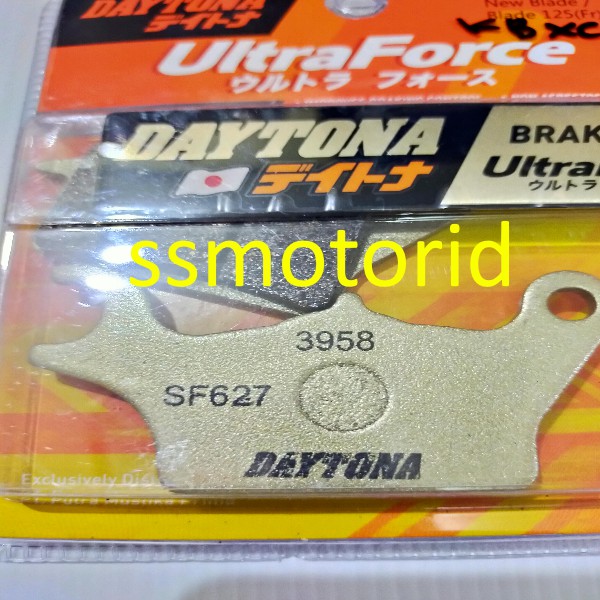 DAYTONA
デイトナ
New Blade /
Blade 125(Fr)
UltraForce
ウルトラ フォース
DAYTONA
デイトナ
BRAK
Ultra
ウルトラ
ssmotorid
3958
SF627
DAYTONA
Exclusively Dis